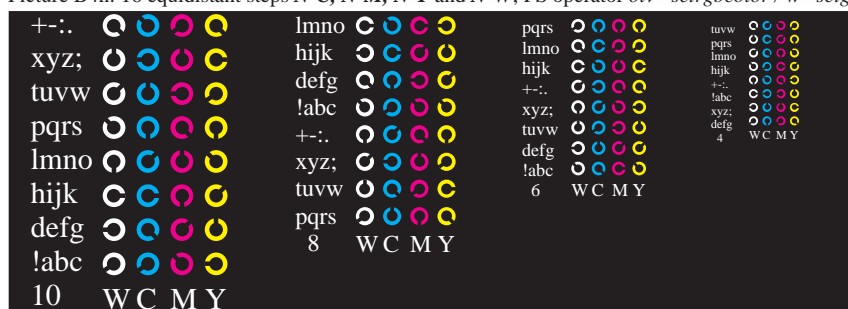 +-:.
xyz;
tuvw
pqrs
lmno
hijk
defg
!abc
10 W C M Y
lmno
hijk
defg
!abc
+-:.
xyz;
tuvw
pqrs
8 W C M Y
pqrs
lmno
hijk
+-:.
xyz;
tuvw
defg
!abc
6 W C M Y
tuvw
pqrs
lmno
hijk
+-:.
!abc
xyz;
defg
4 W C M Y